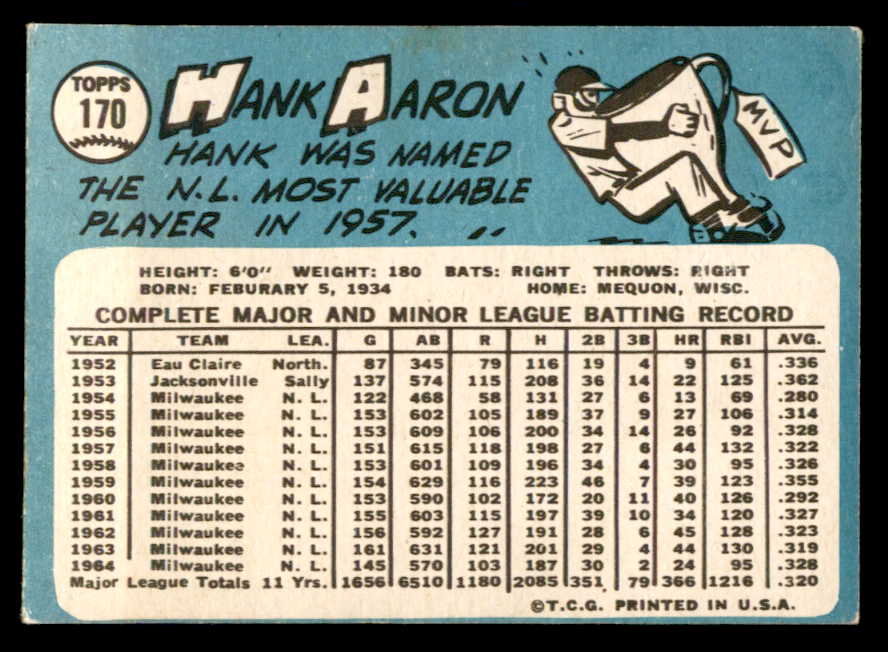 TOPPS
170
HANK AARON
HANK WAS NAMED
THE N.L. MOST VALUABLE
PLAYER IN 1957.
MVP
HEIGHT: 6'0" WEIGHT: 180 BATS: RIGHT THROWS: RIGHT
BORN: FEBURARY 5, 1934 HOME: MEQUON, WISC.
COMPLETE MAJOR AND MINOR LEAGUE BATTING RECORD
YEAR TEAM LEA. G AB R H 2B 3B HR RBI AVG.
1952 Eau Claire North. 87 345 79 116 19 4 9 61 .336
1953 Jacksonville Sally 137 574 115 208 36 14 22 125 .362
1954 Milwaukee N. L. 122 468 58 131 27 6 13 69 .280
1955 Milwaukee N. L. 153 602 105 189 37 9 27 106 .314
1956 Milwaukee N. L. 153 609 106 200 34 14 26 92 .328
1957 Milwaukee N. L. 151 615 118 198 27 6 44 132 .322
1958 Milwaukee N. L. 153 601 109 196 34 4 30 95 .326
1959 Milwaukee N. L. 154 629 116 223 46 7 39 123 .355
1960 Milwaukee N. L. 153 590 102 172 20 11 40 126 .292
1961 Milwaukee N. L. 155 603 115 197 39 10 34 120 .327
1962 Milwaukee N. L. 156 592 127 191 28 6 45 128 .323
1963 Milwaukee N. L. 161 631 121 201 29 4 44 130 .319
1964 Milwaukee N. L. 145 570 103 187 30 2 24 95 .328
Major League Totals 11 Yrs. 1656 6510 1180 2085 351 79 366 1216 .320
©T.C.G. PRINTED IN U.S.A.